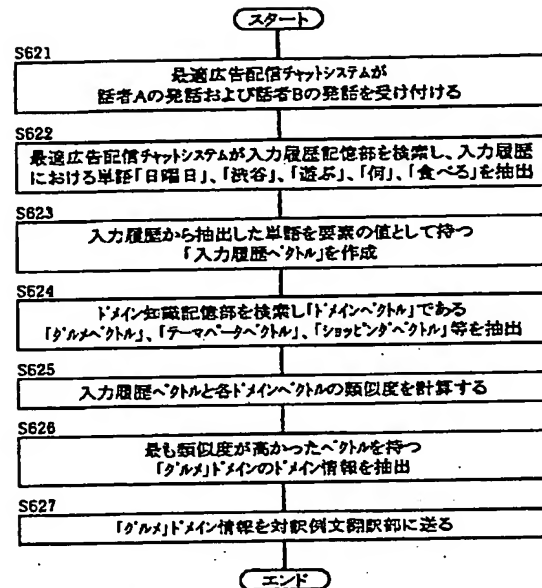 スタート
S621
最適広告配信チャットシステムが
話者Aの発話および話者Bの発話を受け付ける
S622
最適広告配信チャットシステムが入力履歴記憶部を検索し、入力履歴
における単語「日曜日」、「渋谷」、「遊ぶ」、「何」、「食べる」を抽出
S623
入力履歴から抽出した単語を要素の値として持つ
「入力履歴ベクトル」を作成
S624
ドメイン知識記憶部を検索し「ドメインベクトル」である
「グルメベクトル」、「テーマパークベクトル」、「ショッピングベクトル」等を抽出
S625
入力履歴ベクトルと各ドメインベクトルの類似度を計算する
S626
最も類似度が高かったベクトルを持つ
「グルメ」ドメインのドメイン情報を抽出
S627
「グルメ」ドメイン情報を対訳例文翻訳部に送る
エンド